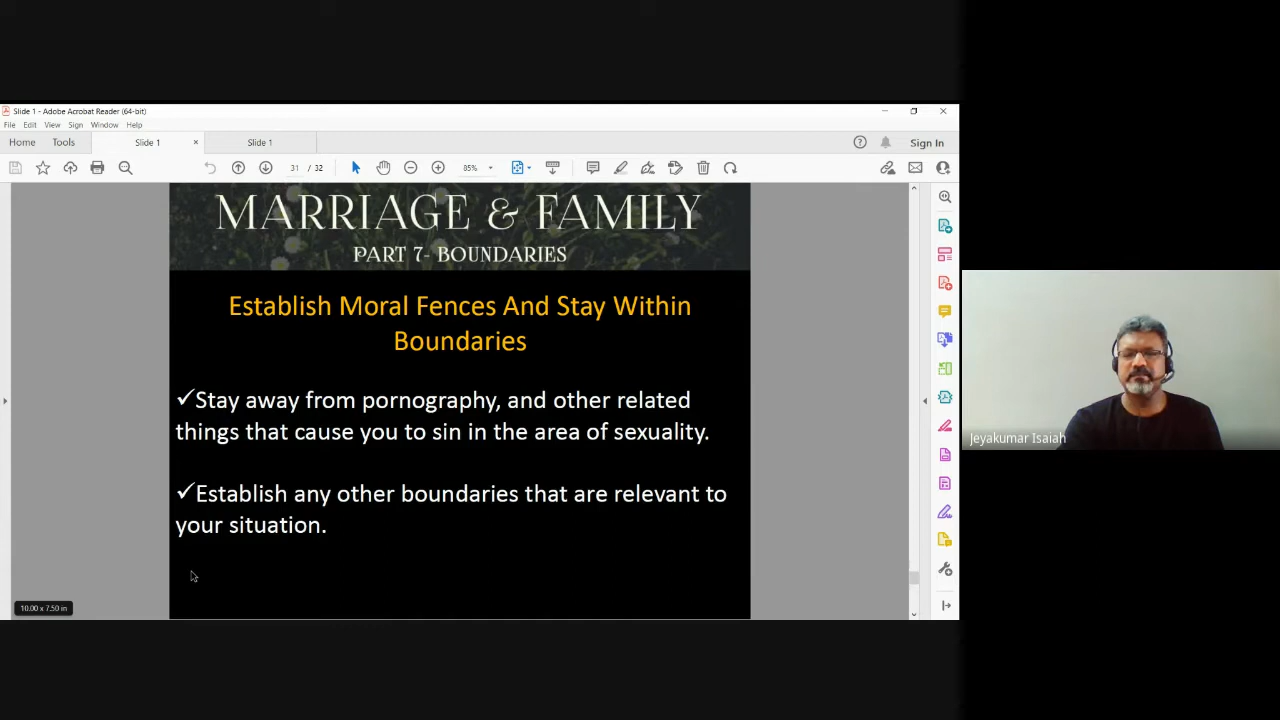 Slide 1 - Adobe Acrobat Reader (64-bit)
File Edit View Sign Window Help
Home Tools Slide 1 × Slide 1 Sign In
31 / 32 85%
MARRIAGE & FAMILY
PART 7- BOUNDARIES
Establish Moral Fences And Stay Within
Boundaries
✓Stay away from pornography, and other related
things that cause you to sin in the area of sexuality.
✓Establish any other boundaries that are relevant to
your situation.
10.00 x 7.50 in
Jeyakumar Isaiah